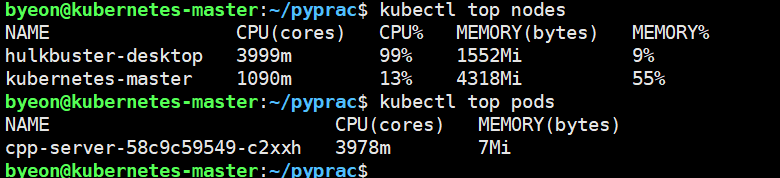 byeon@kubernetes-master:~/pyprac$ kubectl top nodes
NAME CPU(cores) CPU% MEMORY(bytes) MEMORY%
hulkbuster-desktop 3999m 99% 1552Mi 9%
kubernetes-master 1090m 13% 4318Mi 55%
byeon@kubernetes-master:~/pyprac$ kubectl top pods
NAME CPU(cores) MEMORY(bytes)
cpp-server-58c9c59549-c2xxh 3978m 7Mi
byeon@kubernetes-master:~/pyprac$